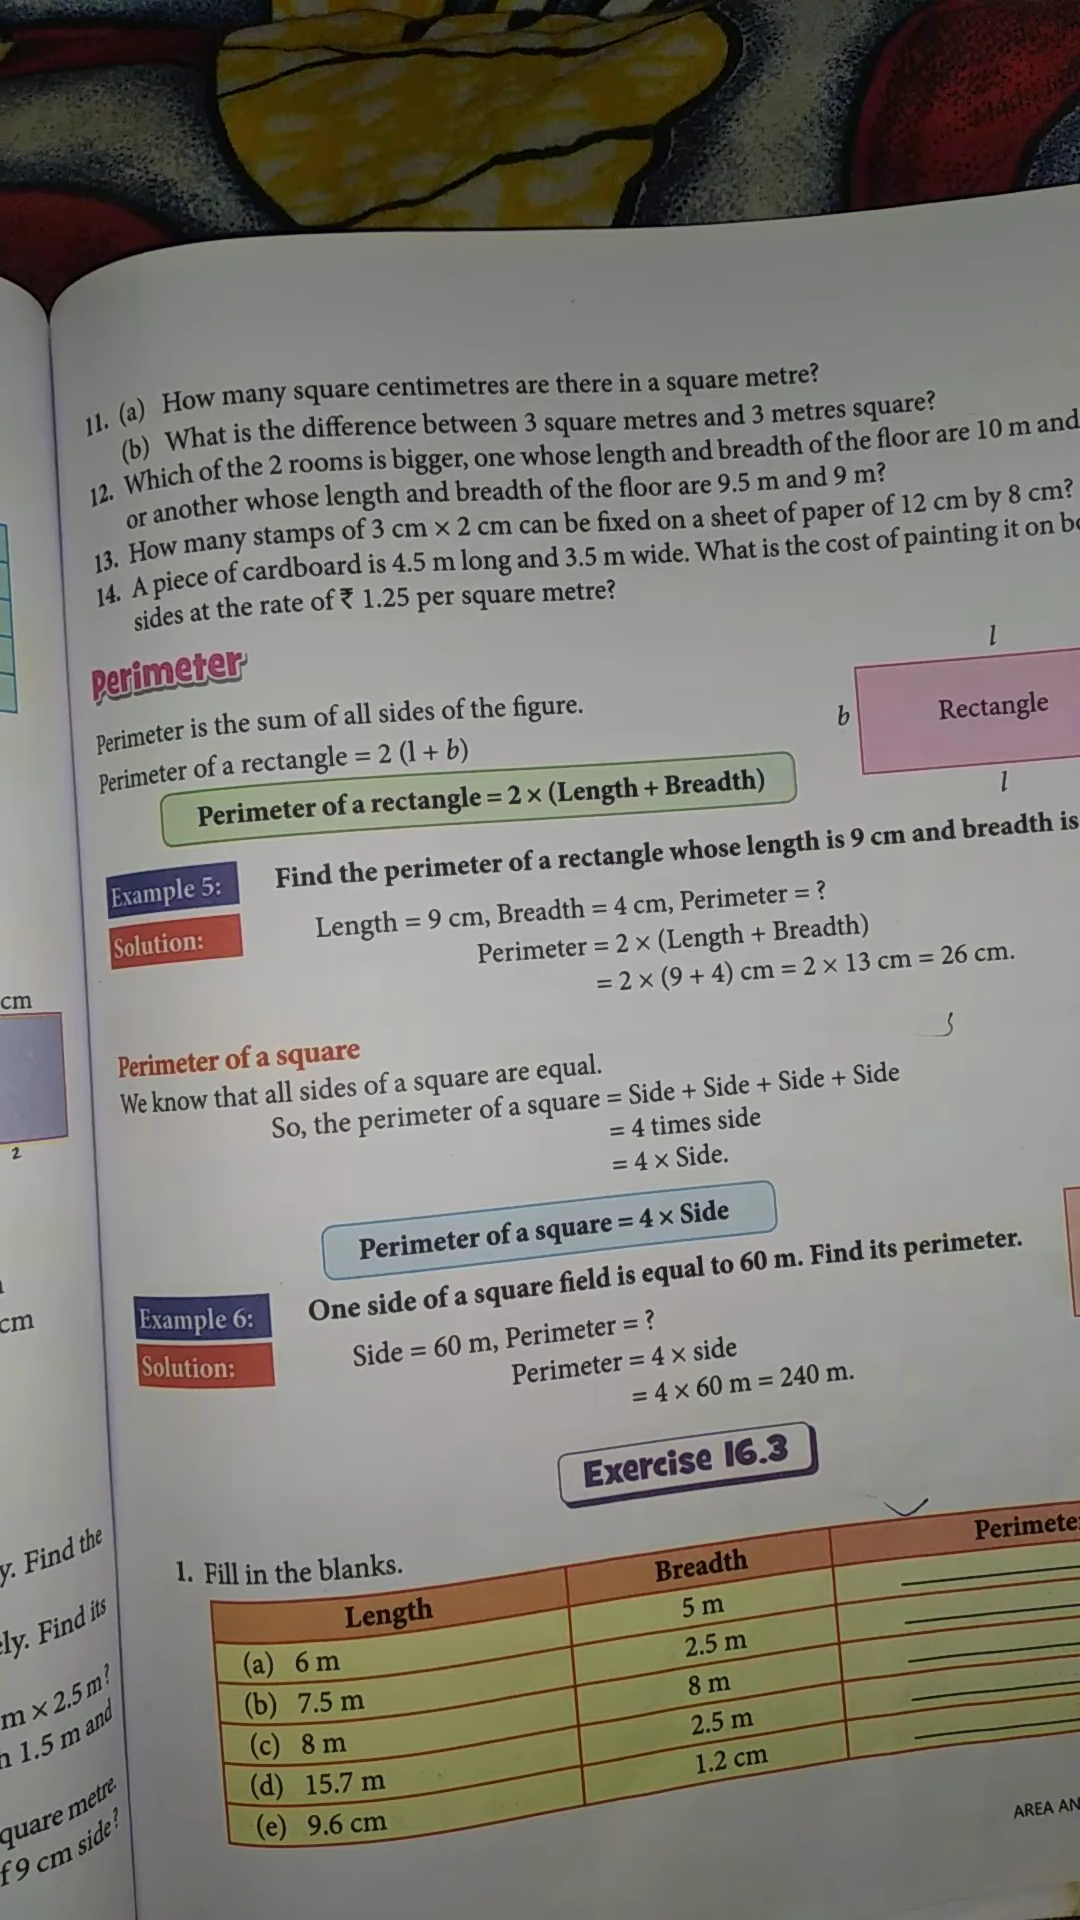 11. (a) How many square centimetres are there in a square metre?
(b) What is the difference between 3 square metres and 3 metres square?
12. Which of the 2 rooms is bigger, one whose length and breadth of the floor are 10 m and
or another whose length and breadth of the floor are 9.5 m and 9 m?
13. How many stamps of 3 cm × 2 cm can be fixed on a sheet of paper of 12 cm by 8 cm?
14. A piece of cardboard is 4.5 m long and 3.5 m wide. What is the cost of painting it on
sides at the rate of ₹ 1.25 per square metre?
Perimeter
Perimeter is the sum of all sides of the figure.
Perimeter of a rectangle = 2 (l + b)
Perimeter of a rectangle = 2 × (Length + Breadth)
l
b
Rectangle
l
Example 5: Find the perimeter of a rectangle whose length is 9 cm and breadth is
Solution: Length = 9 cm, Breadth = 4 cm, Perimeter = ?
Perimeter = 2 × (Length + Breadth)
= 2 × (9 + 4) cm = 2 × 13 cm = 26 cm.
Perimeter of a square
We know that all sides of a square are equal.
So, the perimeter of a square = Side + Side + Side + Side
= 4 times side
= 4 × Side.
Perimeter of a square = 4 × Side
Example 6: One side of a square field is equal to 60 m. Find its perimeter.
Solution: Side = 60 m, Perimeter = ?
Perimeter = 4 × side
= 4 × 60 m = 240 m.
Exercise 16.3
1. Fill in the blanks.
Length Breadth Perimete
(a) 6 m 5 m
(b) 7.5 m 2.5 m
(c) 8 m 8 m
(d) 15.7 m 2.5 m
(e) 9.6 cm 1.2 cm
AREA AN
cm
2
cm
y. Find the
ly. Find its
m × 2.5 m?
1.5 m and
quare metre.
f 9 cm side?